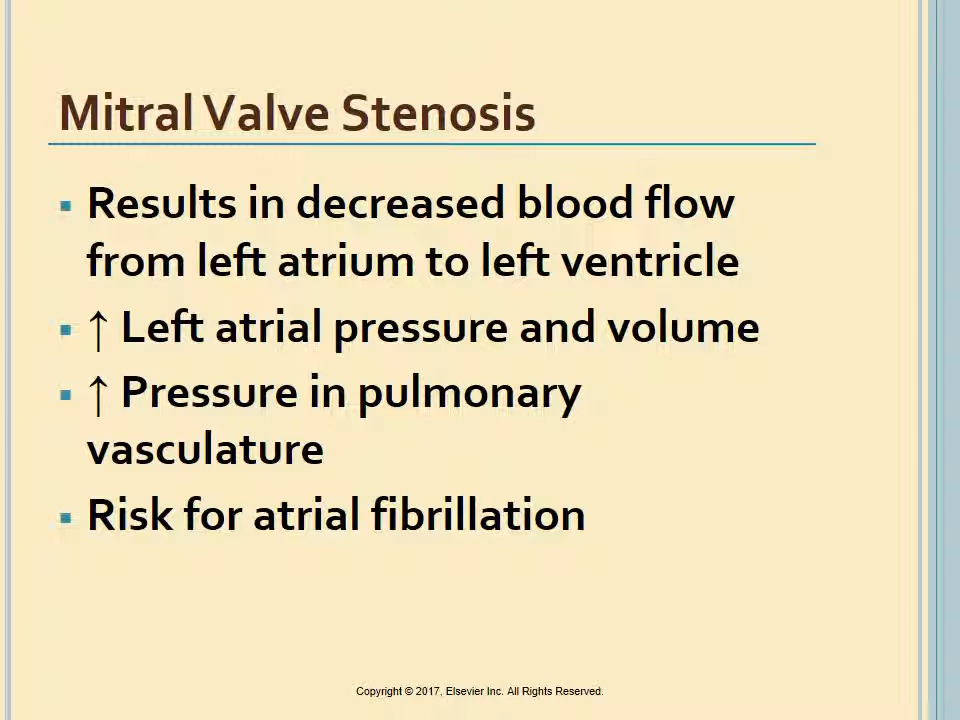 Mitral Valve Stenosis
▪ Results in decreased blood flow
from left atrium to left ventricle
▪ ↑ Left atrial pressure and volume
▪ ↑ Pressure in pulmonary
vasculature
▪ Risk for atrial fibrillation
Copyright © 2017, Elsevier Inc. All Rights Reserved.